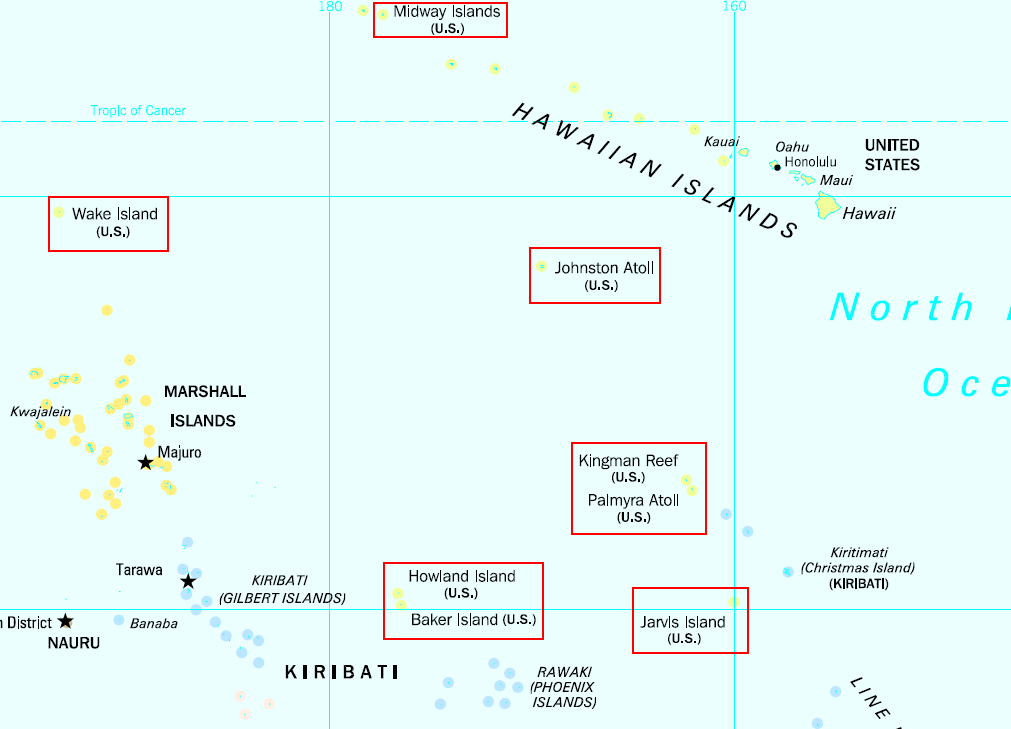 180
160
Midway Islands
(U.S.)
Tropic of Cancer
HAWAIIAN ISLANDS
Kauai
Oahu
Honolulu
Maui
Hawaii
UNITED
STATES
Wake Island
(U.S.)
Johnston Atoll
(U.S.)
North
Oce
MARSHALL
ISLANDS
Kwajalein
Majuro
Kingman Reef
(U.S.)
Palmyra Atoll
(U.S.)
Tarawa
KIRIBATI
(GILBERT ISLANDS)
Howland Island
(U.S.)
Baker Island (U.S.)
Kiritimati
(Christmas Island)
(KIRIBATI)
Jarvis Island
(U.S.)
n District
NAURU
Banaba
KIRIBATI
RAWAKI
(PHOENIX
ISLANDS)
LINE